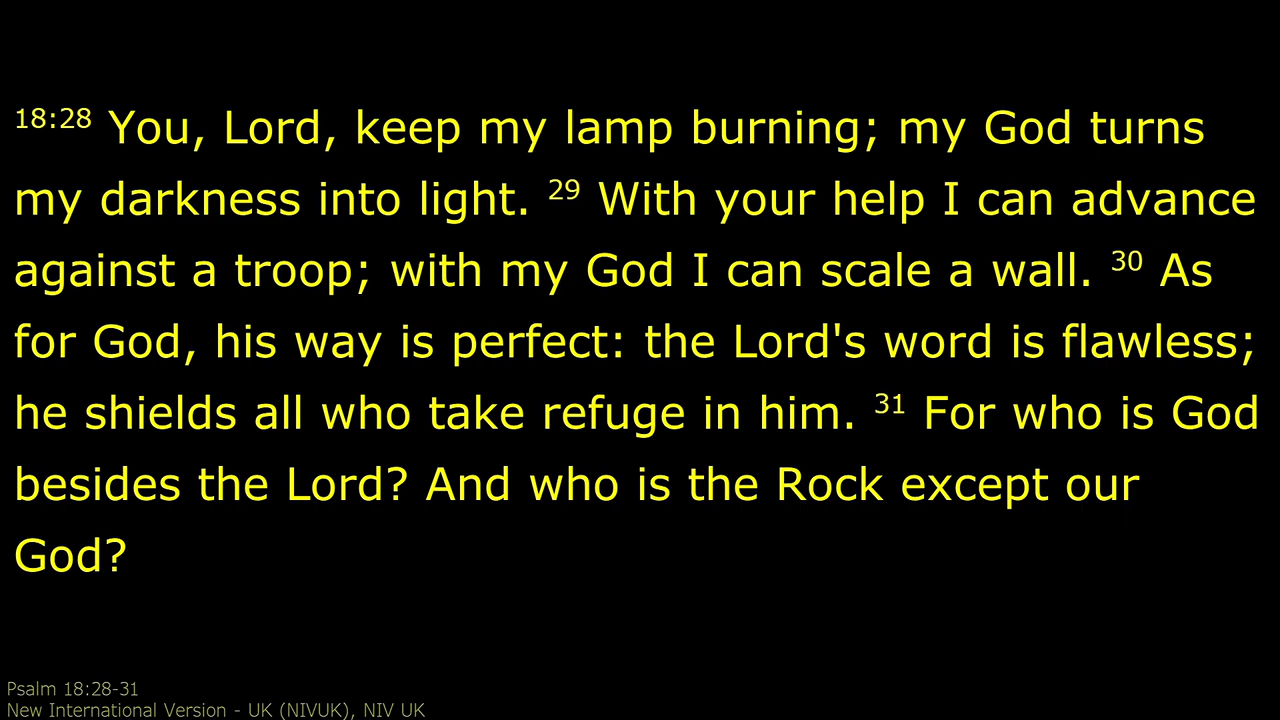 18:28 You, Lord, keep my lamp burning; my God turns
my darkness into light. 29 With your help I can advance
against a troop; with my God I can scale a wall. 30 As
for God, his way is perfect: the Lord's word is flawless;
he shields all who take refuge in him. 31 For who is God
besides the Lord? And who is the Rock except our
God?
Psalm 18:28-31
New International Version - UK (NIVUK), NIV UK